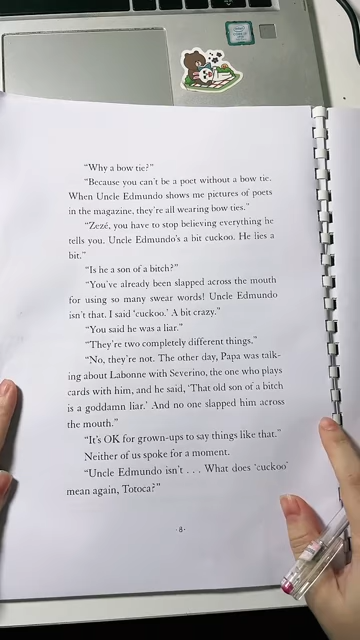 "Why a bow tie?"
"Because you can't be a poet without a bow tie.
When Uncle Edmundo shows me pictures of poets
in the magazine, they're all wearing bow ties."
"Zezé, you have to stop believing everything he
tells you. Uncle Edmundo's a bit cuckoo. He lies a
bit."
"Is he a son of a bitch?"
"You've already been slapped across the mouth
for using so many swear words! Uncle Edmundo
isn't that. I said 'cuckoo.' A bit crazy."
"You said he was a liar."
"They're two completely different things."
"No, they're not. The other day, Papa was talk-
ing about Labonne with Severino, the one who plays
cards with him, and he said, 'That old son of a bitch
is a goddamn liar.' And no one slapped him across
the mouth."
"It's OK for grown-ups to say things like that."
Neither of us spoke for a moment.
"Uncle Edmundo isn't . . . What does 'cuckoo'
mean again, Totoca?"
·8·